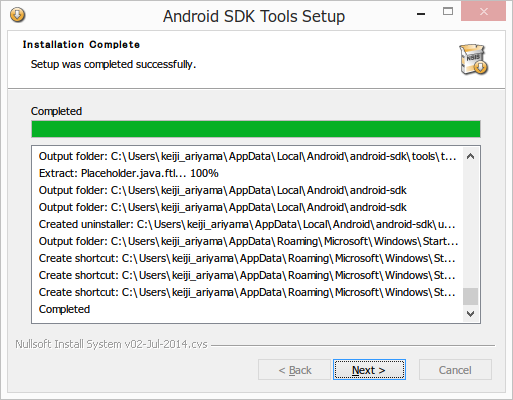 Android SDK Tools Setup
Installation Complete
Setup was completed successfully.
NSIS
Completed
Output folder: C:\Users\keiji_ariyama\AppData\Local\Android\android-sdk\tools\t...
Extract: Placeholder.java.ftl... 100%
Output folder: C:\Users\keiji_ariyama\AppData\Local\Android\android-sdk
Output folder: C:\Users\keiji_ariyama\AppData\Local\Android\android-sdk
Created uninstaller: C:\Users\keiji_ariyama\AppData\Local\Android\android-sdk\u...
Output folder: C:\Users\keiji_ariyama\AppData\Roaming\Microsoft\Windows\Start...
Create shortcut: C:\Users\keiji_ariyama\AppData\Roaming\Microsoft\Windows\St...
Create shortcut: C:\Users\keiji_ariyama\AppData\Roaming\Microsoft\Windows\St...
Create shortcut: C:\Users\keiji_ariyama\AppData\Roaming\Microsoft\Windows\St...
Completed
Nullsoft Install System v02-Jul-2014.cvs
< Back
Next >
Cancel